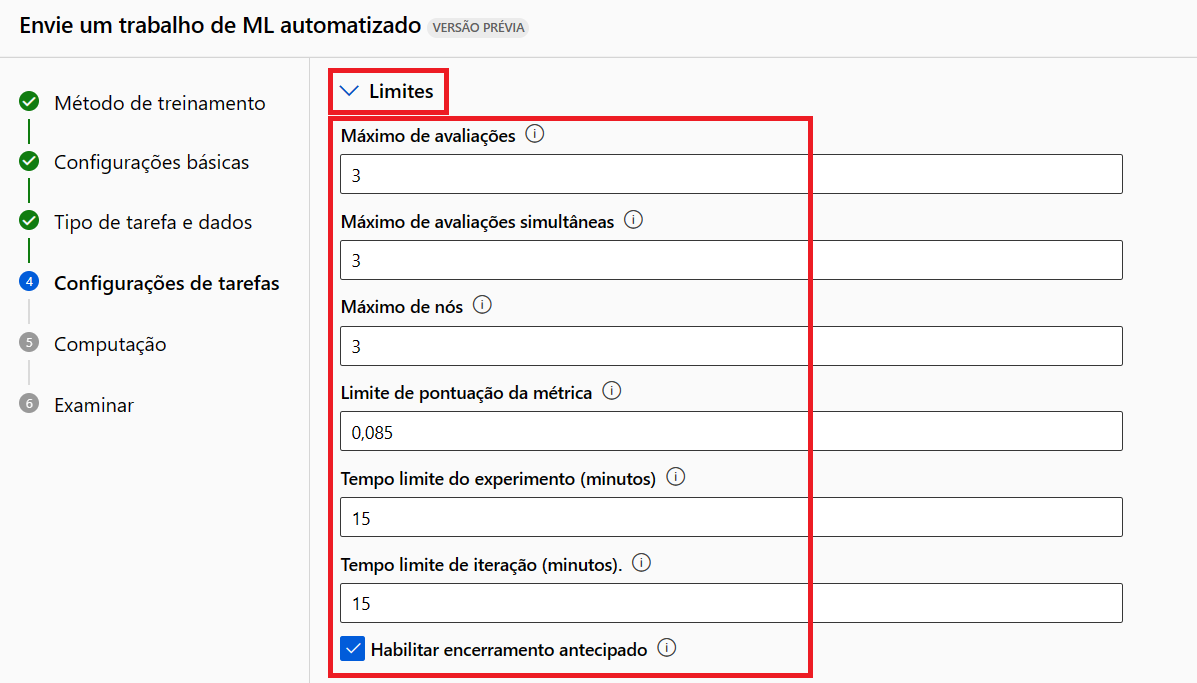 Envie um trabalho de ML automatizado VERSÃO PRÉVIA
Método de treinamento
Configurações básicas
Tipo de tarefa e dados
4 Configurações de tarefas
5 Computação
6 Examinar
Limites
Máximo de avaliações
3
Máximo de avaliações simultâneas
3
Máximo de nós
3
Limite de pontuação da métrica
0,085
Tempo limite do experimento (minutos)
15
Tempo limite de iteração (minutos).
15
Habilitar encerramento antecipado